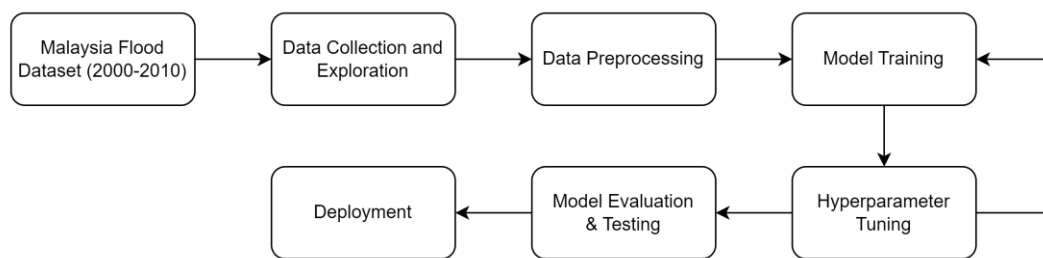 Malaysia Flood
Dataset (2000-2010)
Data Collection and
Exploration
Data Preprocessing
Model Training
Deployment
Model Evaluation
& Testing
Hyperparameter
Tuning